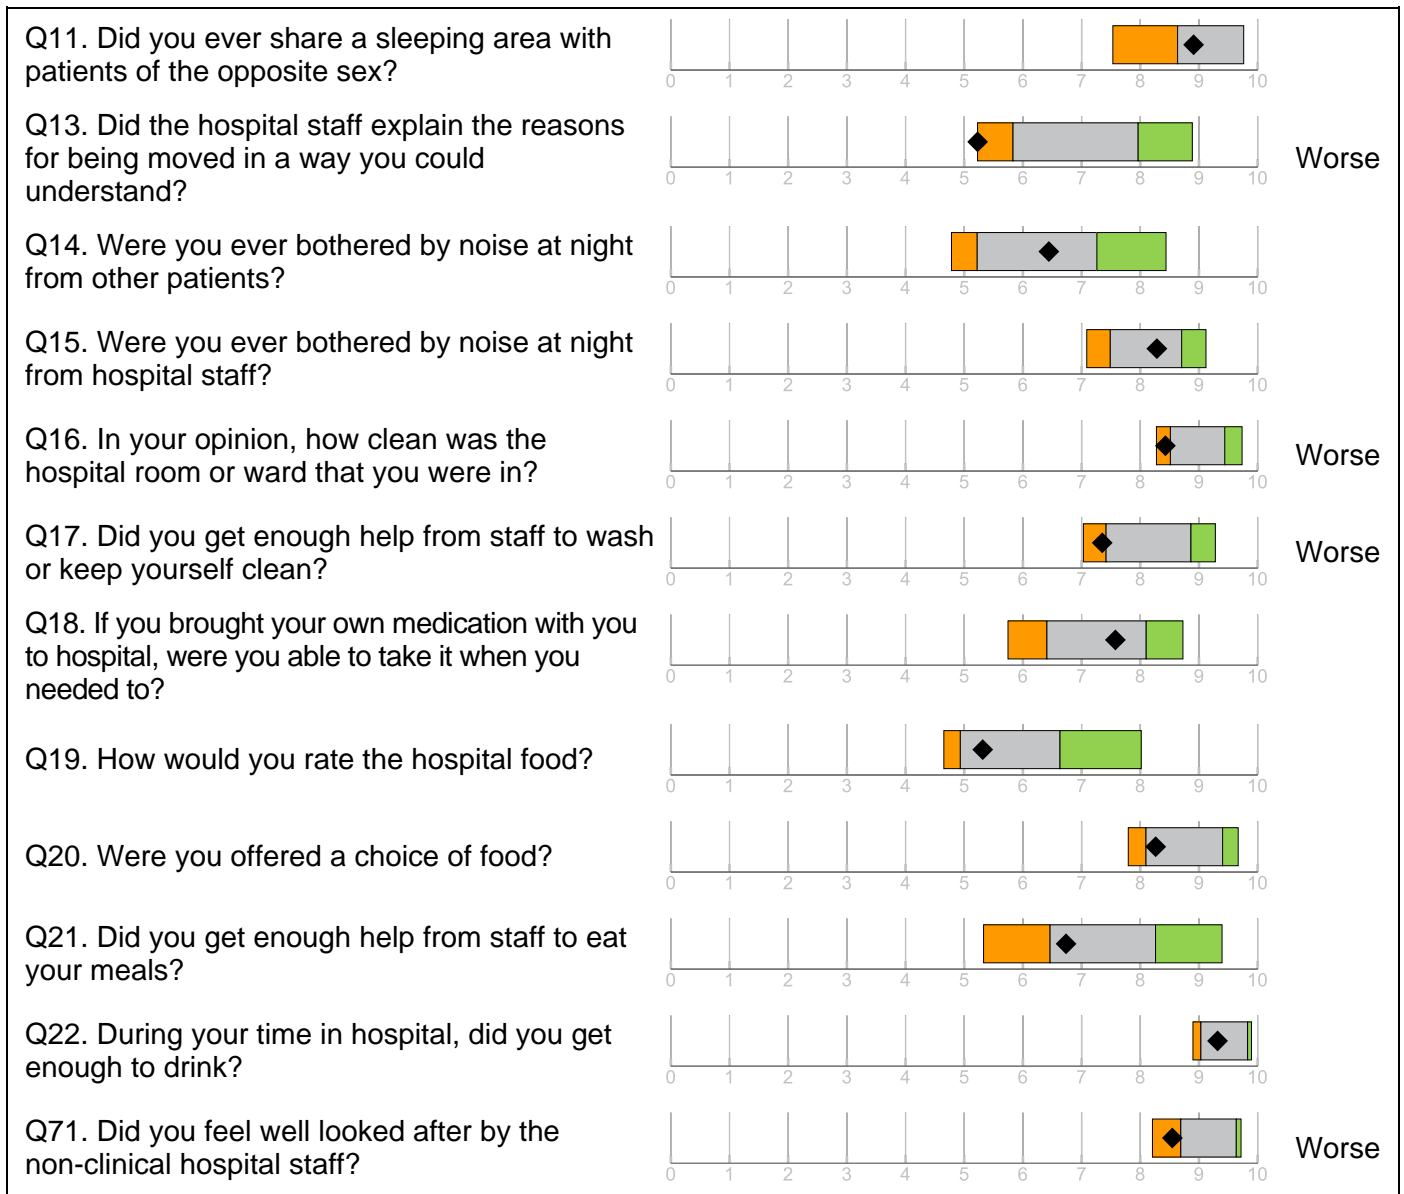 Q11. Did you ever share a sleeping area with
patients of the opposite sex?
0 1 2 3 4 5 6 7 8 9 10
Q13. Did the hospital staff explain the reasons
for being moved in a way you could
understand?
0 1 2 3 4 5 6 7 8 9 10
Worse
Q14. Were you ever bothered by noise at night
from other patients?
0 1 2 3 4 5 6 7 8 9 10
Q15. Were you ever bothered by noise at night
from hospital staff?
0 1 2 3 4 5 6 7 8 9 10
Q16. In your opinion, how clean was the
hospital room or ward that you were in?
0 1 2 3 4 5 6 7 8 9 10
Worse
Q17. Did you get enough help from staff to wash
or keep yourself clean?
0 1 2 3 4 5 6 7 8 9 10
Worse
Q18. If you brought your own medication with you
to hospital, were you able to take it when you
needed to?
0 1 2 3 4 5 6 7 8 9 10
Q19. How would you rate the hospital food?
0 1 2 3 4 5 6 7 8 9 10
Q20. Were you offered a choice of food?
0 1 2 3 4 5 6 7 8 9 10
Q21. Did you get enough help from staff to eat
your meals?
0 1 2 3 4 5 6 7 8 9 10
Q22. During your time in hospital, did you get
enough to drink?
0 1 2 3 4 5 6 7 8 9 10
Q71. Did you feel well looked after by the
non-clinical hospital staff?
0 1 2 3 4 5 6 7 8 9 10
Worse